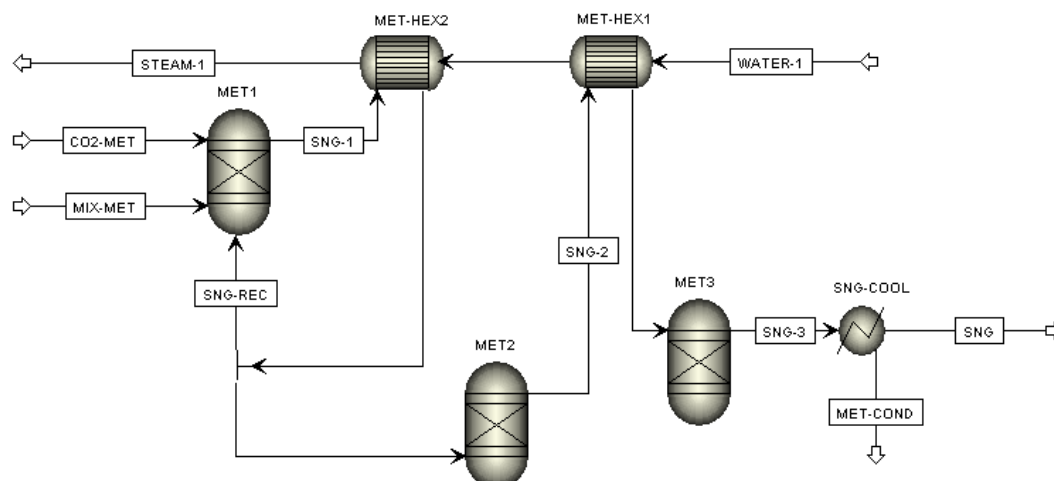 MET-HEX2
MET-HEX1
STEAM-1
WATER-1
MET1
CO2-MET
SNG-1
MIX-MET
SNG-2
SNG-REC
MET3
SNG-COOL
SNG-3
SNG
MET2
MET-COND